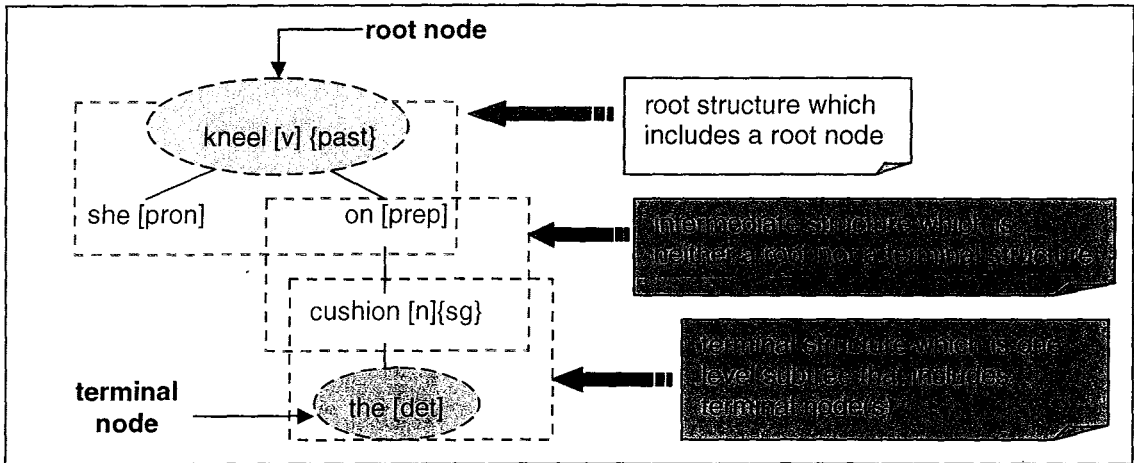 root node
kneel [v] {past}
root structure which
includes a root node
she [pron]
on [prep]
intermediate structure which is
neither a root nor a terminal structure
cushion [n]{sg}
terminal structure which is one
level subtree that includes
terminal node(s)
terminal
node
the [det]